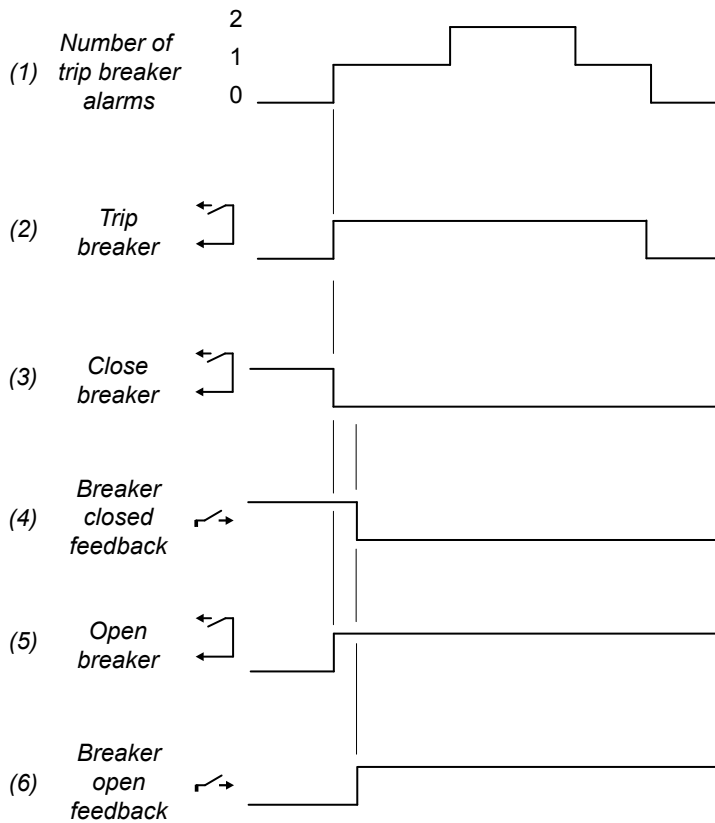 2
Number of
1
(1) trip breaker
alarms
0
Trip
(2)
breaker
Close
(3)
breaker
Breaker
(4) closed
feedback
Open
(5)
breaker
Breaker
(6) open
feedback